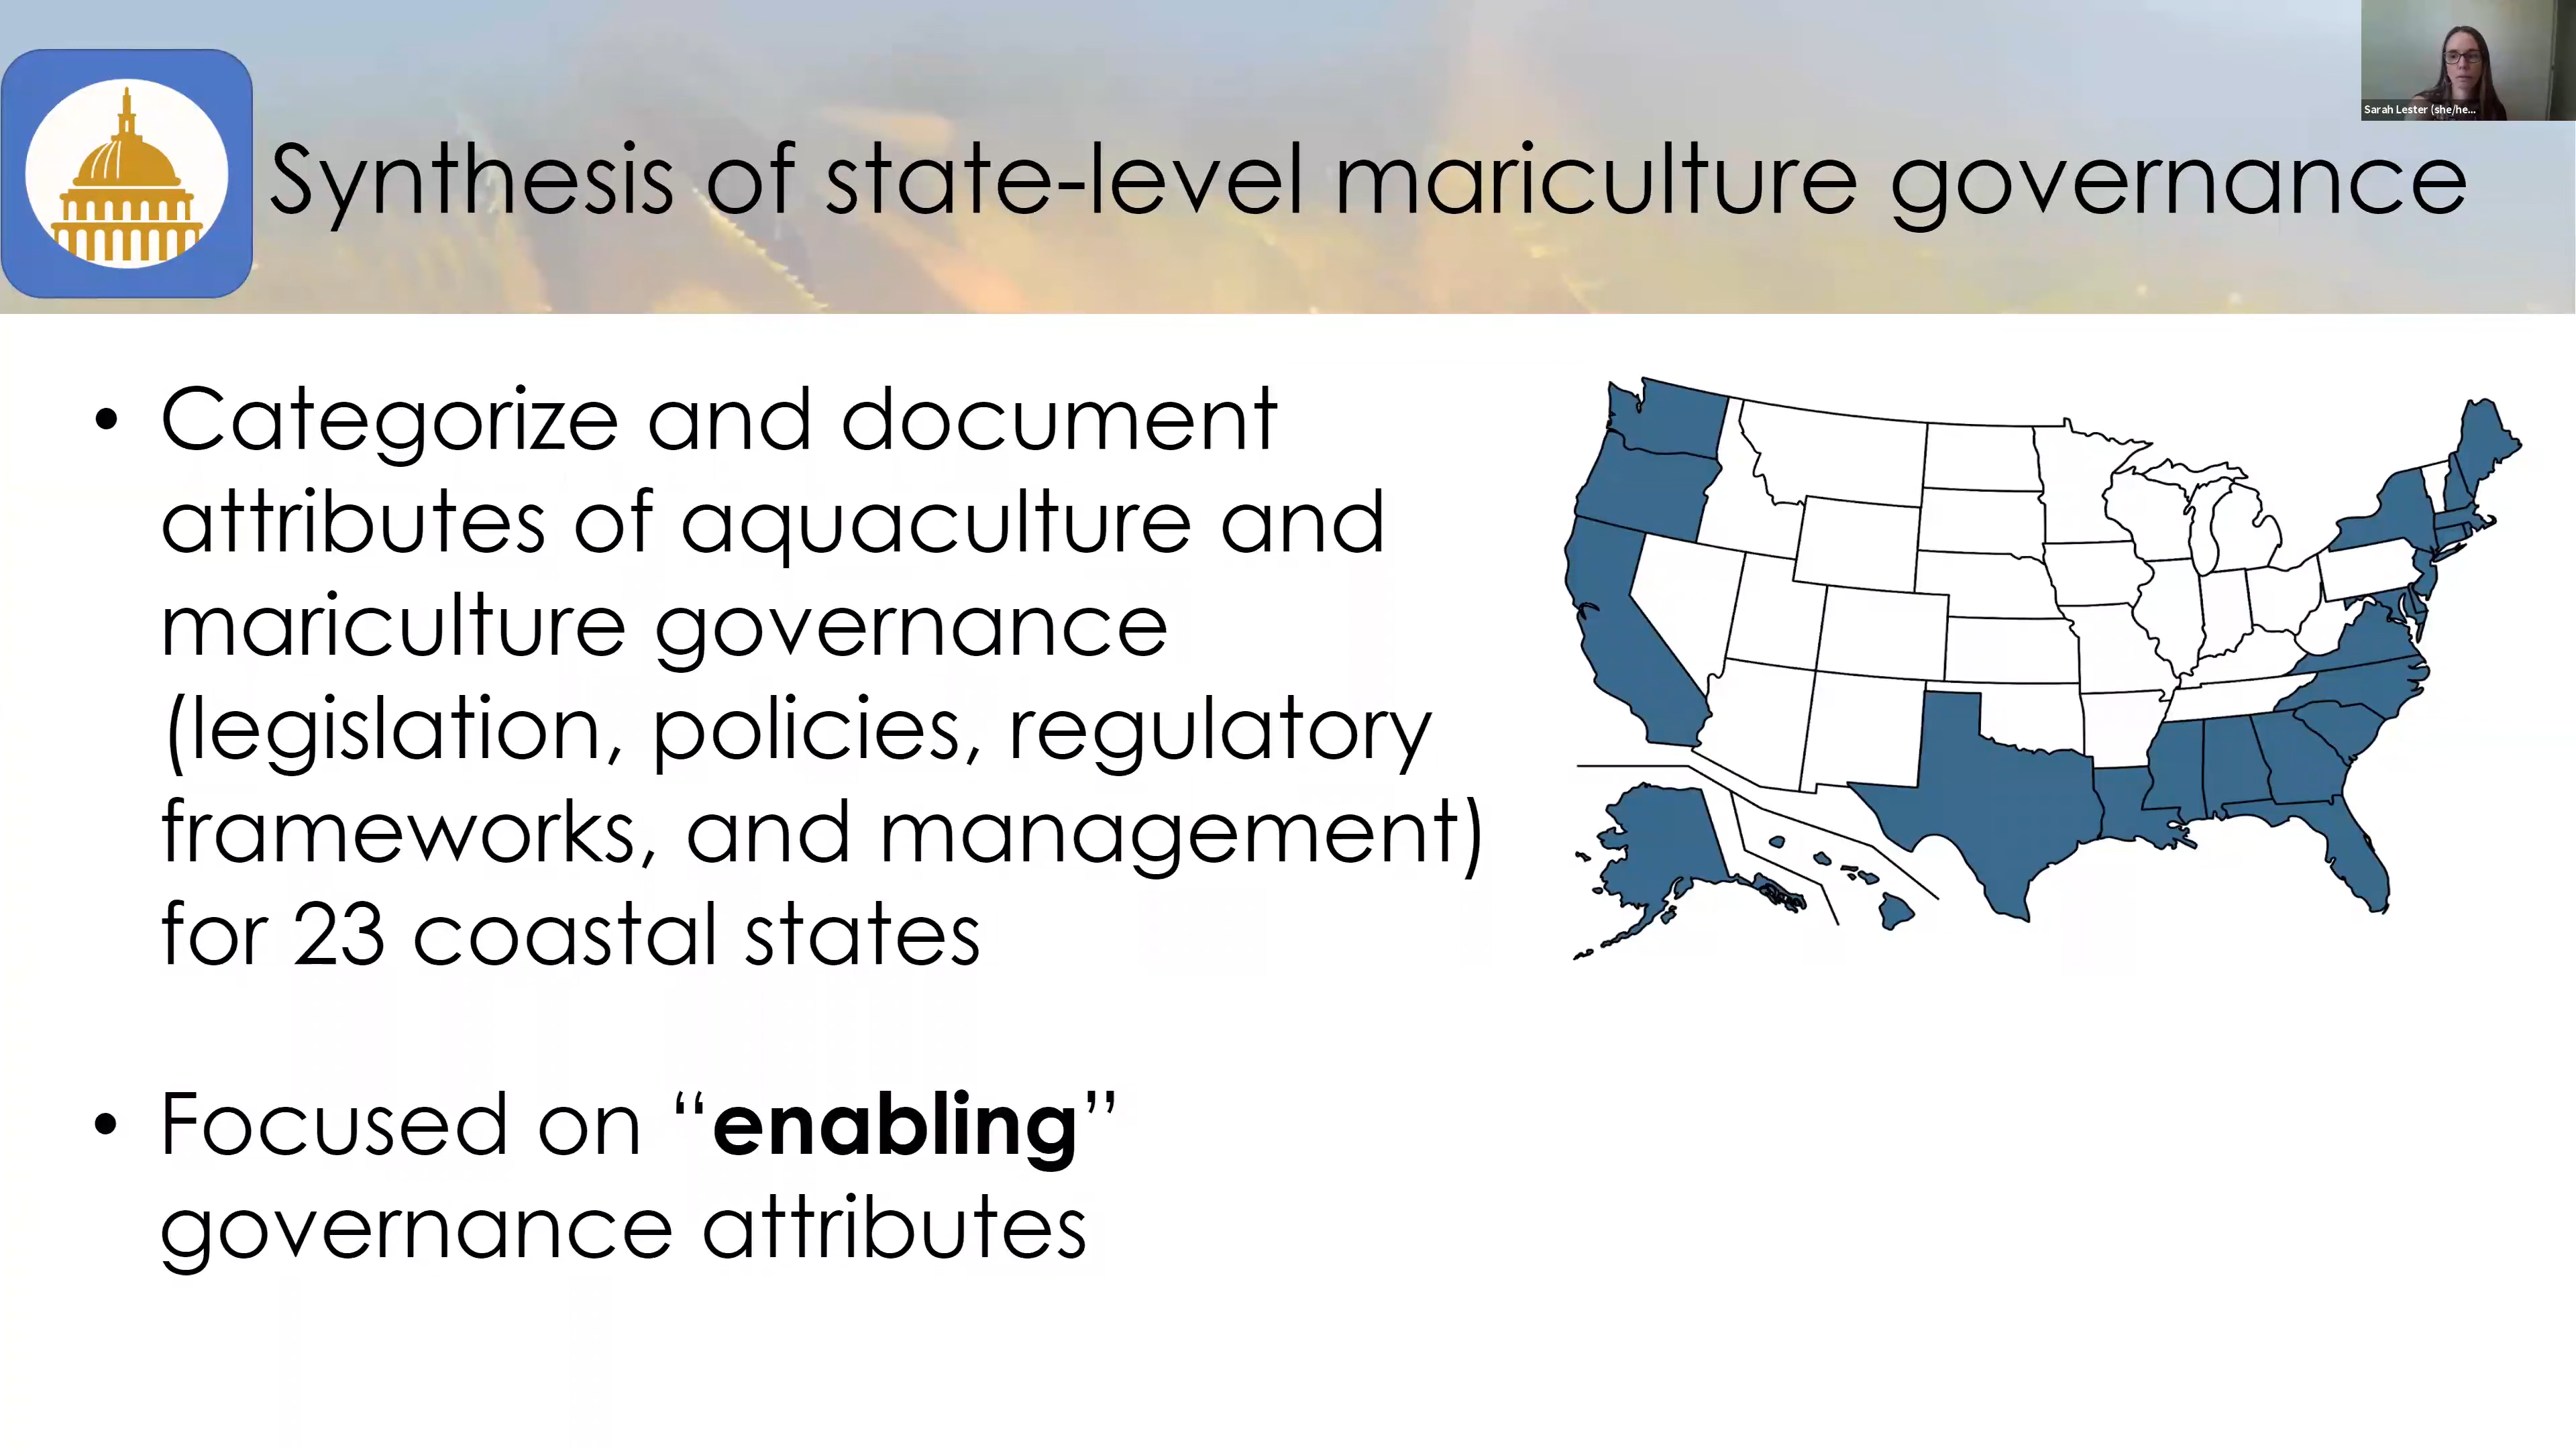 Sarah Lester (she/he...
Synthesis of state-level mariculture governance
• Categorize and document
attributes of aquaculture and
mariculture governance
(legislation, policies, regulatory
frameworks, and management)
for 23 coastal states
• Focused on “enabling”
governance attributes